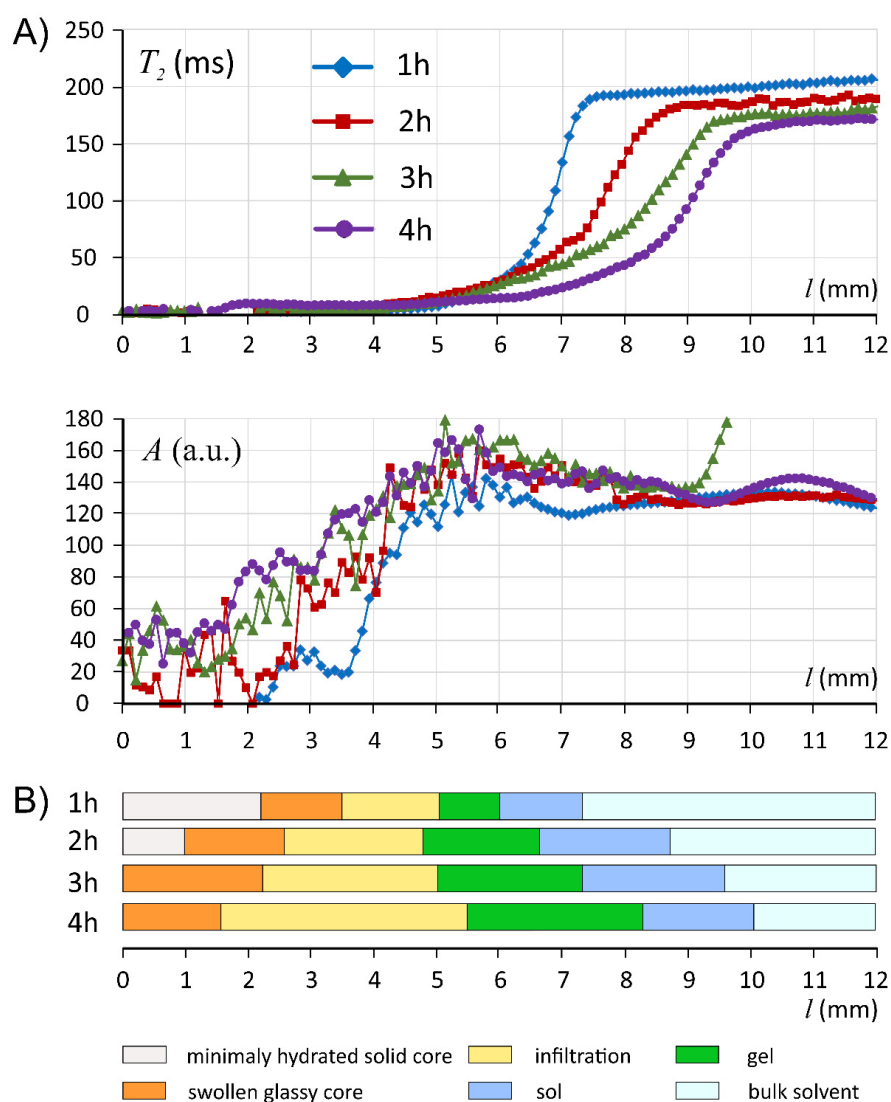 A)
T2 (ms)
250
200
150
100
50
0
1h
2h
3h
4h
l (mm)
0 1 2 3 4 5 6 7 8 9 10 11 12
A (a.u.)
180
160
140
120
100
80
60
40
20
0
l (mm)
0 1 2 3 4 5 6 7 8 9 10 11 12
B)
1h
2h
3h
4h
0 1 2 3 4 5 6 7 8 9 10 11 12
l (mm)
minimaly hydrated solid core infiltration gel
swollen glassy core sol bulk solvent